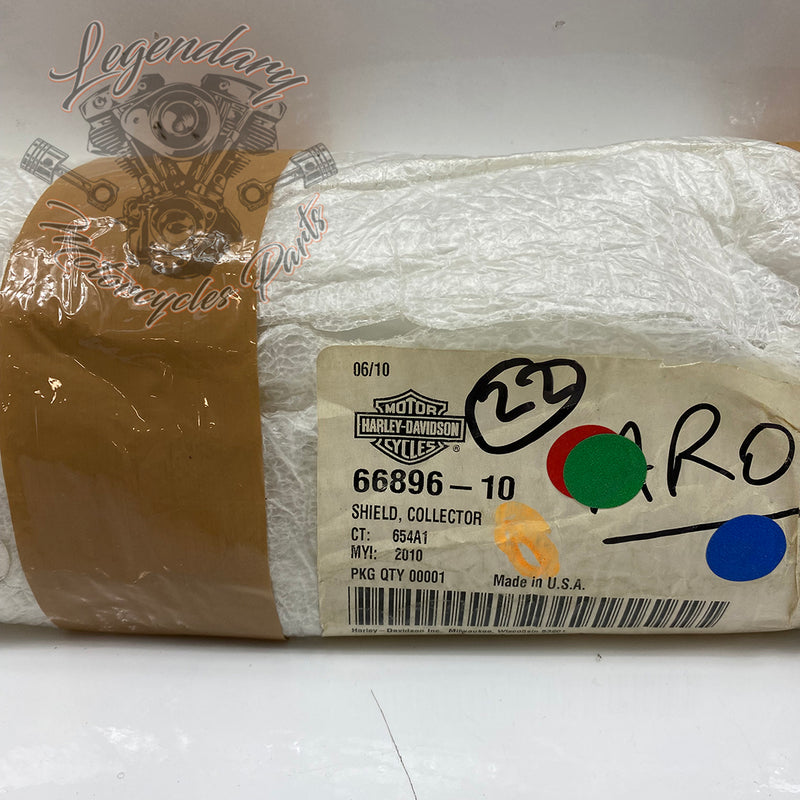 Legendary
Motorcycles Parts
06/10
MOTOR
HARLEY-DAVIDSON
CYCLES
®
22
66896-10
ARO
SHIELD, COLLECTOR
CT: 654A1
MYI: 2010
PKG QTY 00001
Made in U.S.A.
Harley-Davidson Inc. Milwaukee, Wisconsin 53201